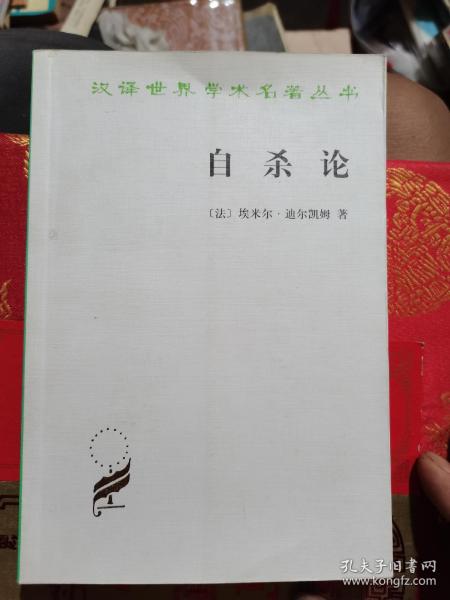 汉译世界学术名著丛书
自杀论
〔法〕埃米尔·迪尔凯姆 著
孔夫子旧书网
www.kongfz.com